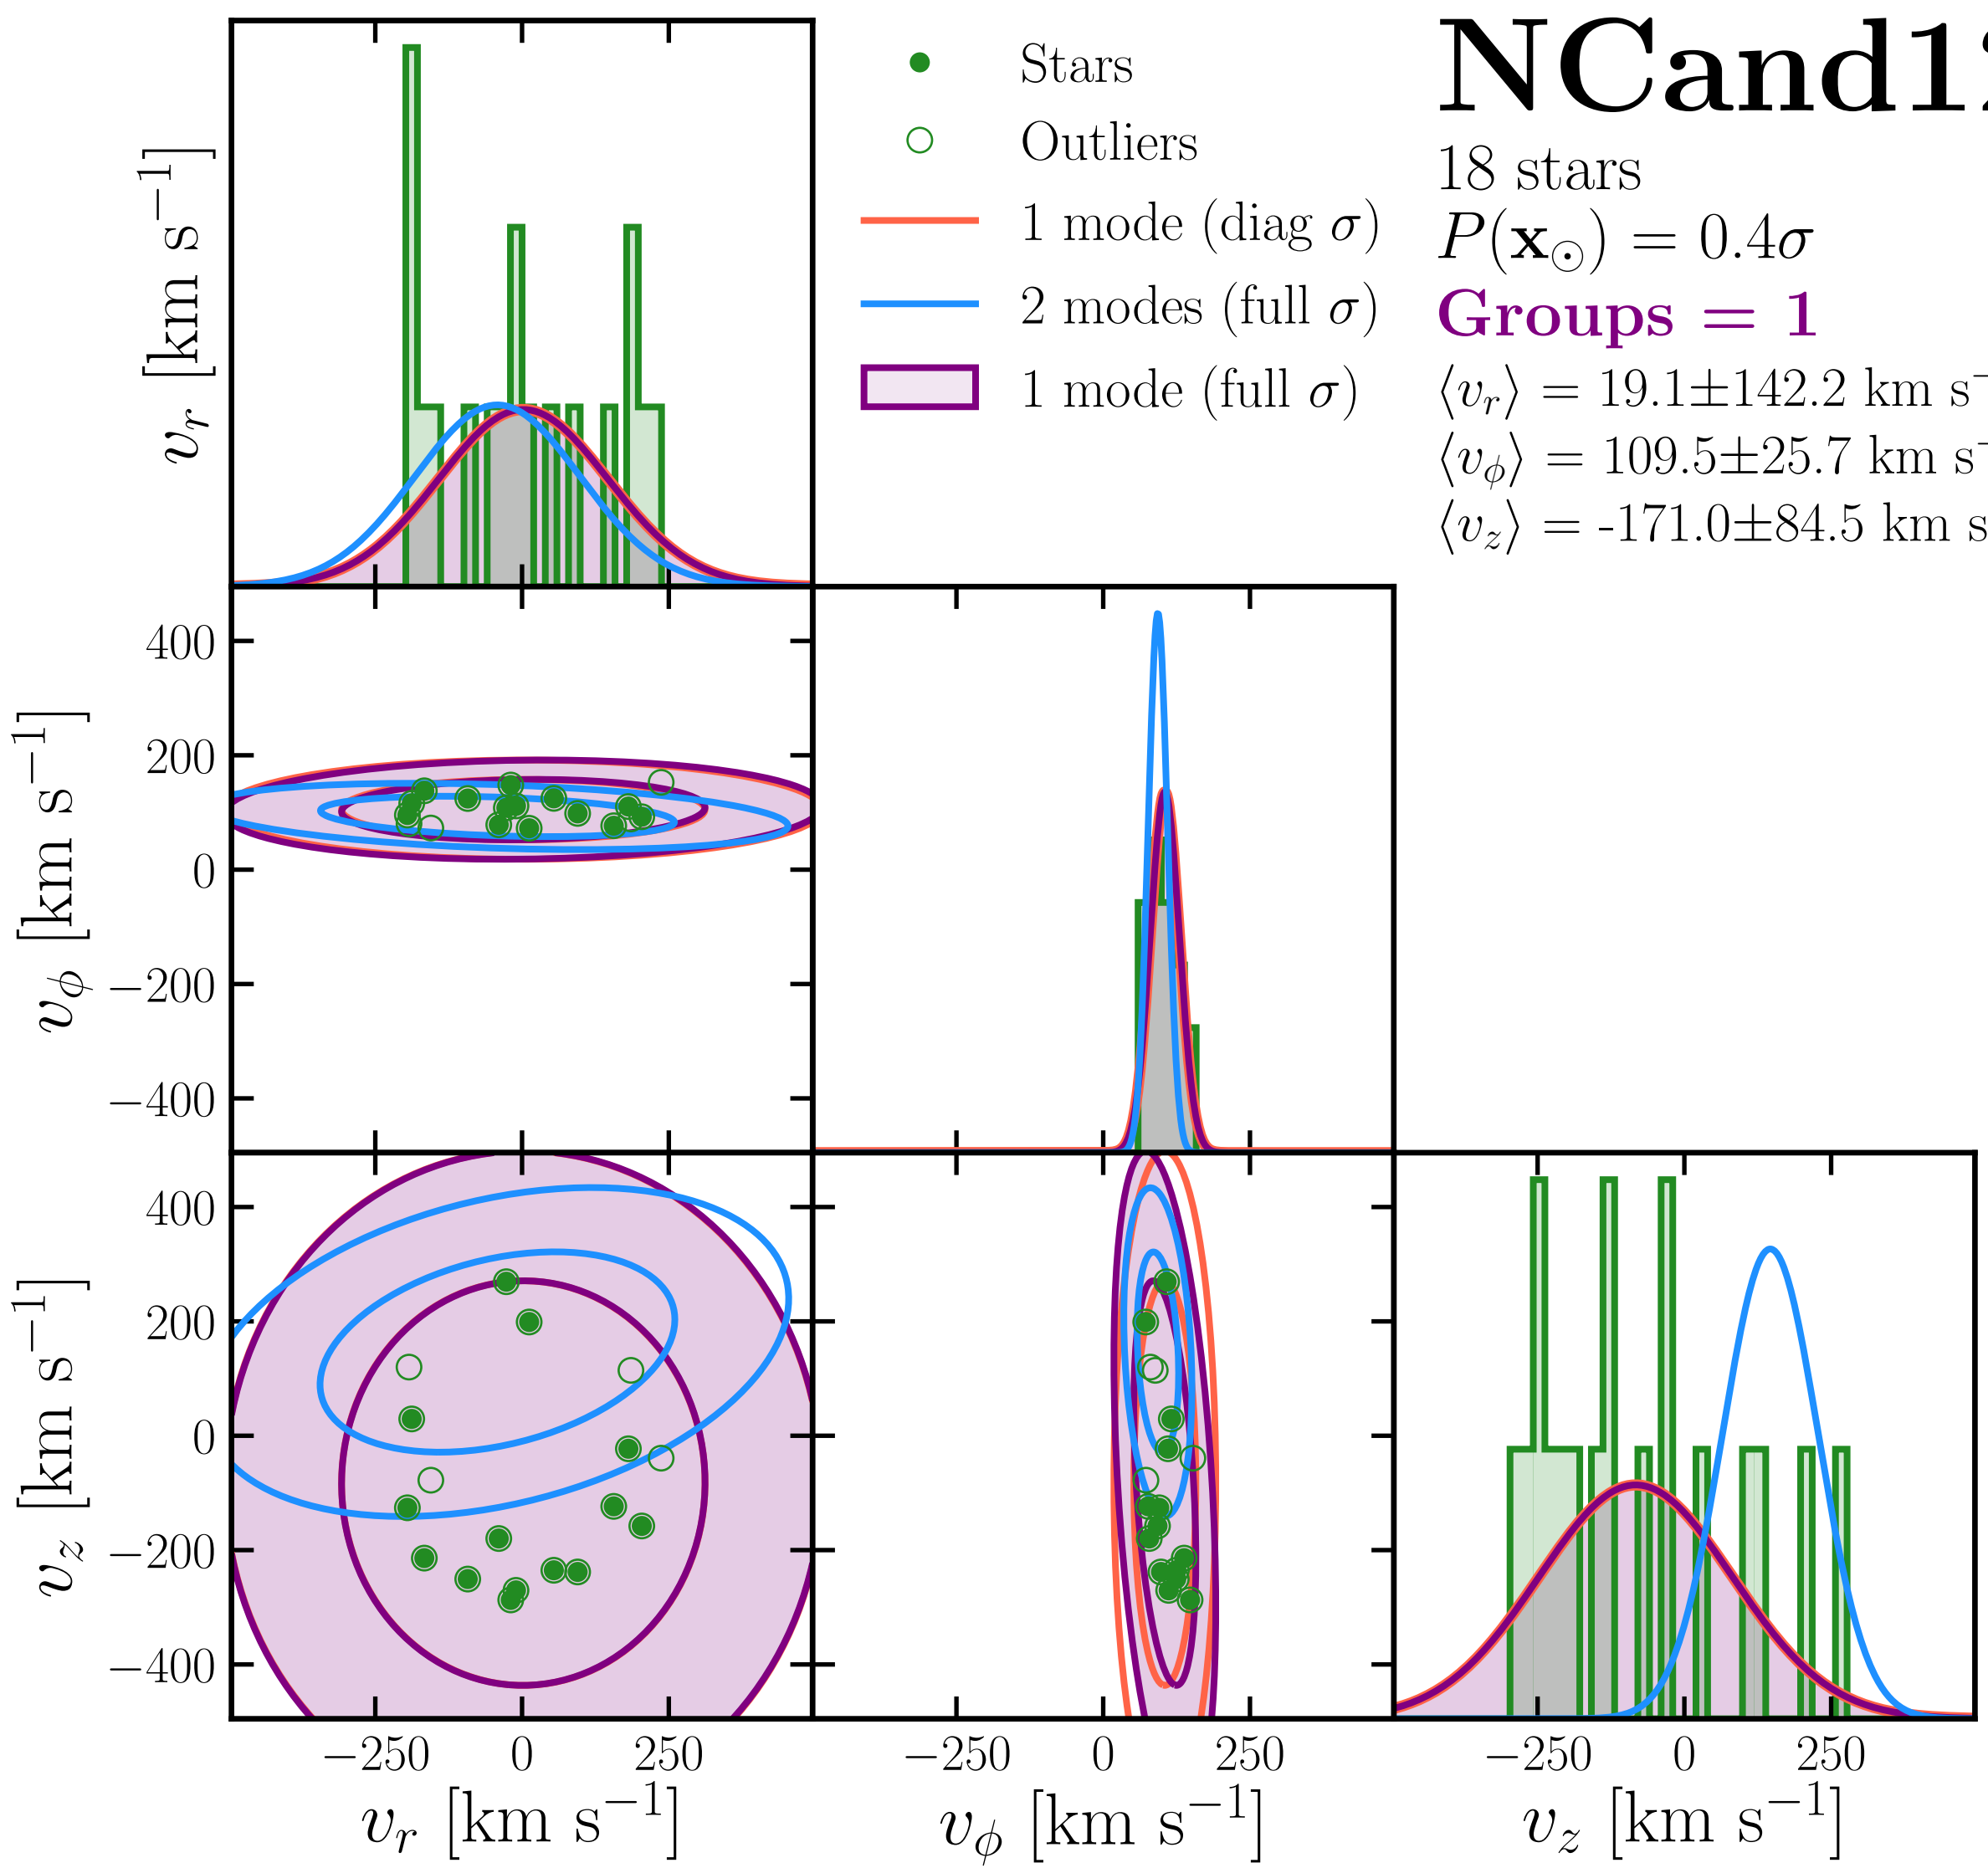 NCand1
18 stars
P(x⊙) = 0.4σ
Groups = 1
⟨v_r⟩ = 19.1±142.2 km s⁻
⟨v_ϕ⟩ = 109.5±25.7 km s⁻
⟨v_z⟩ = -171.0±84.5 km s
Stars
Outliers
1 mode (diag σ)
2 modes (full σ)
1 mode (full σ)
v_r [km s⁻¹]
400
200
0
−200
−400
v_ϕ [km s⁻¹]
400
200
0
−200
−400
v_z [km s⁻¹]
−250 0 250
−250 0 250
−250 0 250
v_r [km s⁻¹]
v_ϕ [km s⁻¹]
v_z [km s⁻¹]